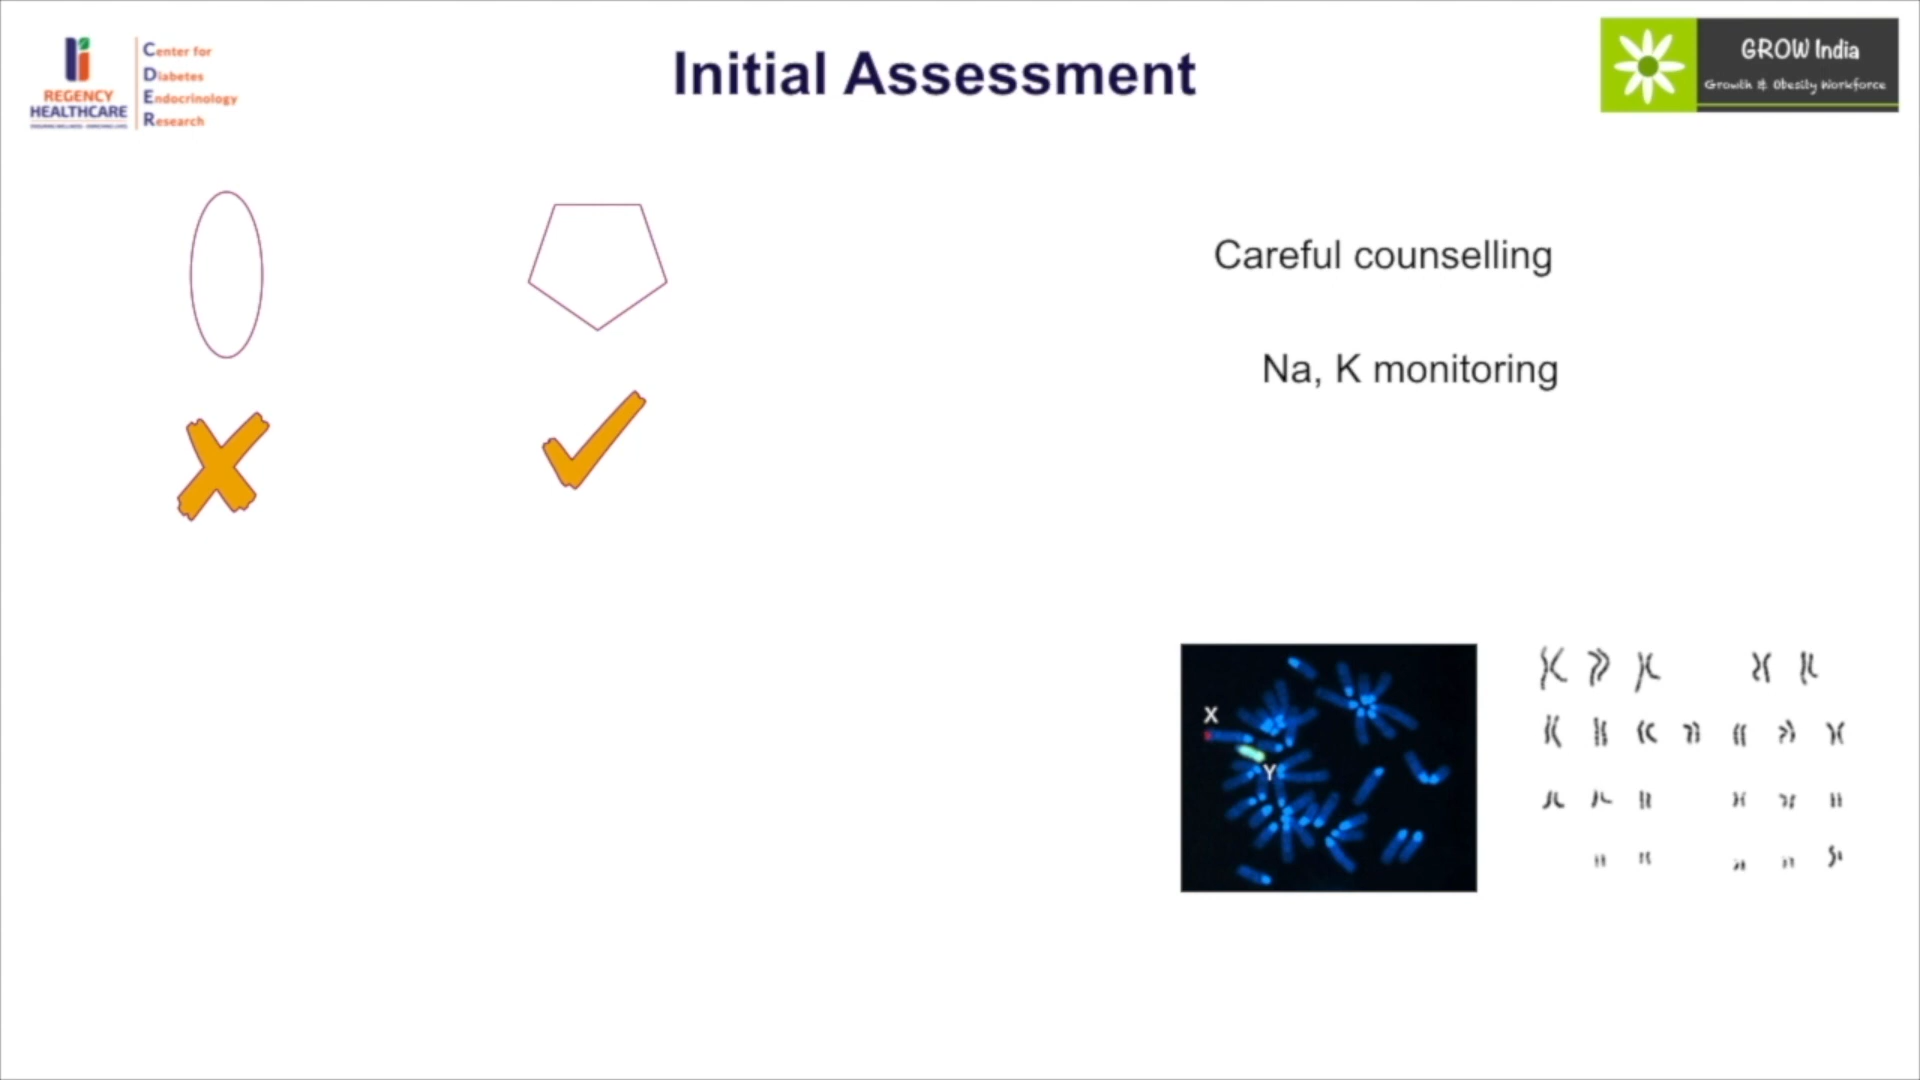 Initial Assessment
REGENCY
HEALTHCARE
Center for
Diabetes
Endocrinology
Research
GROW India
Growth & Obesity Workforce
Careful counselling
Na, K monitoring
X
Y